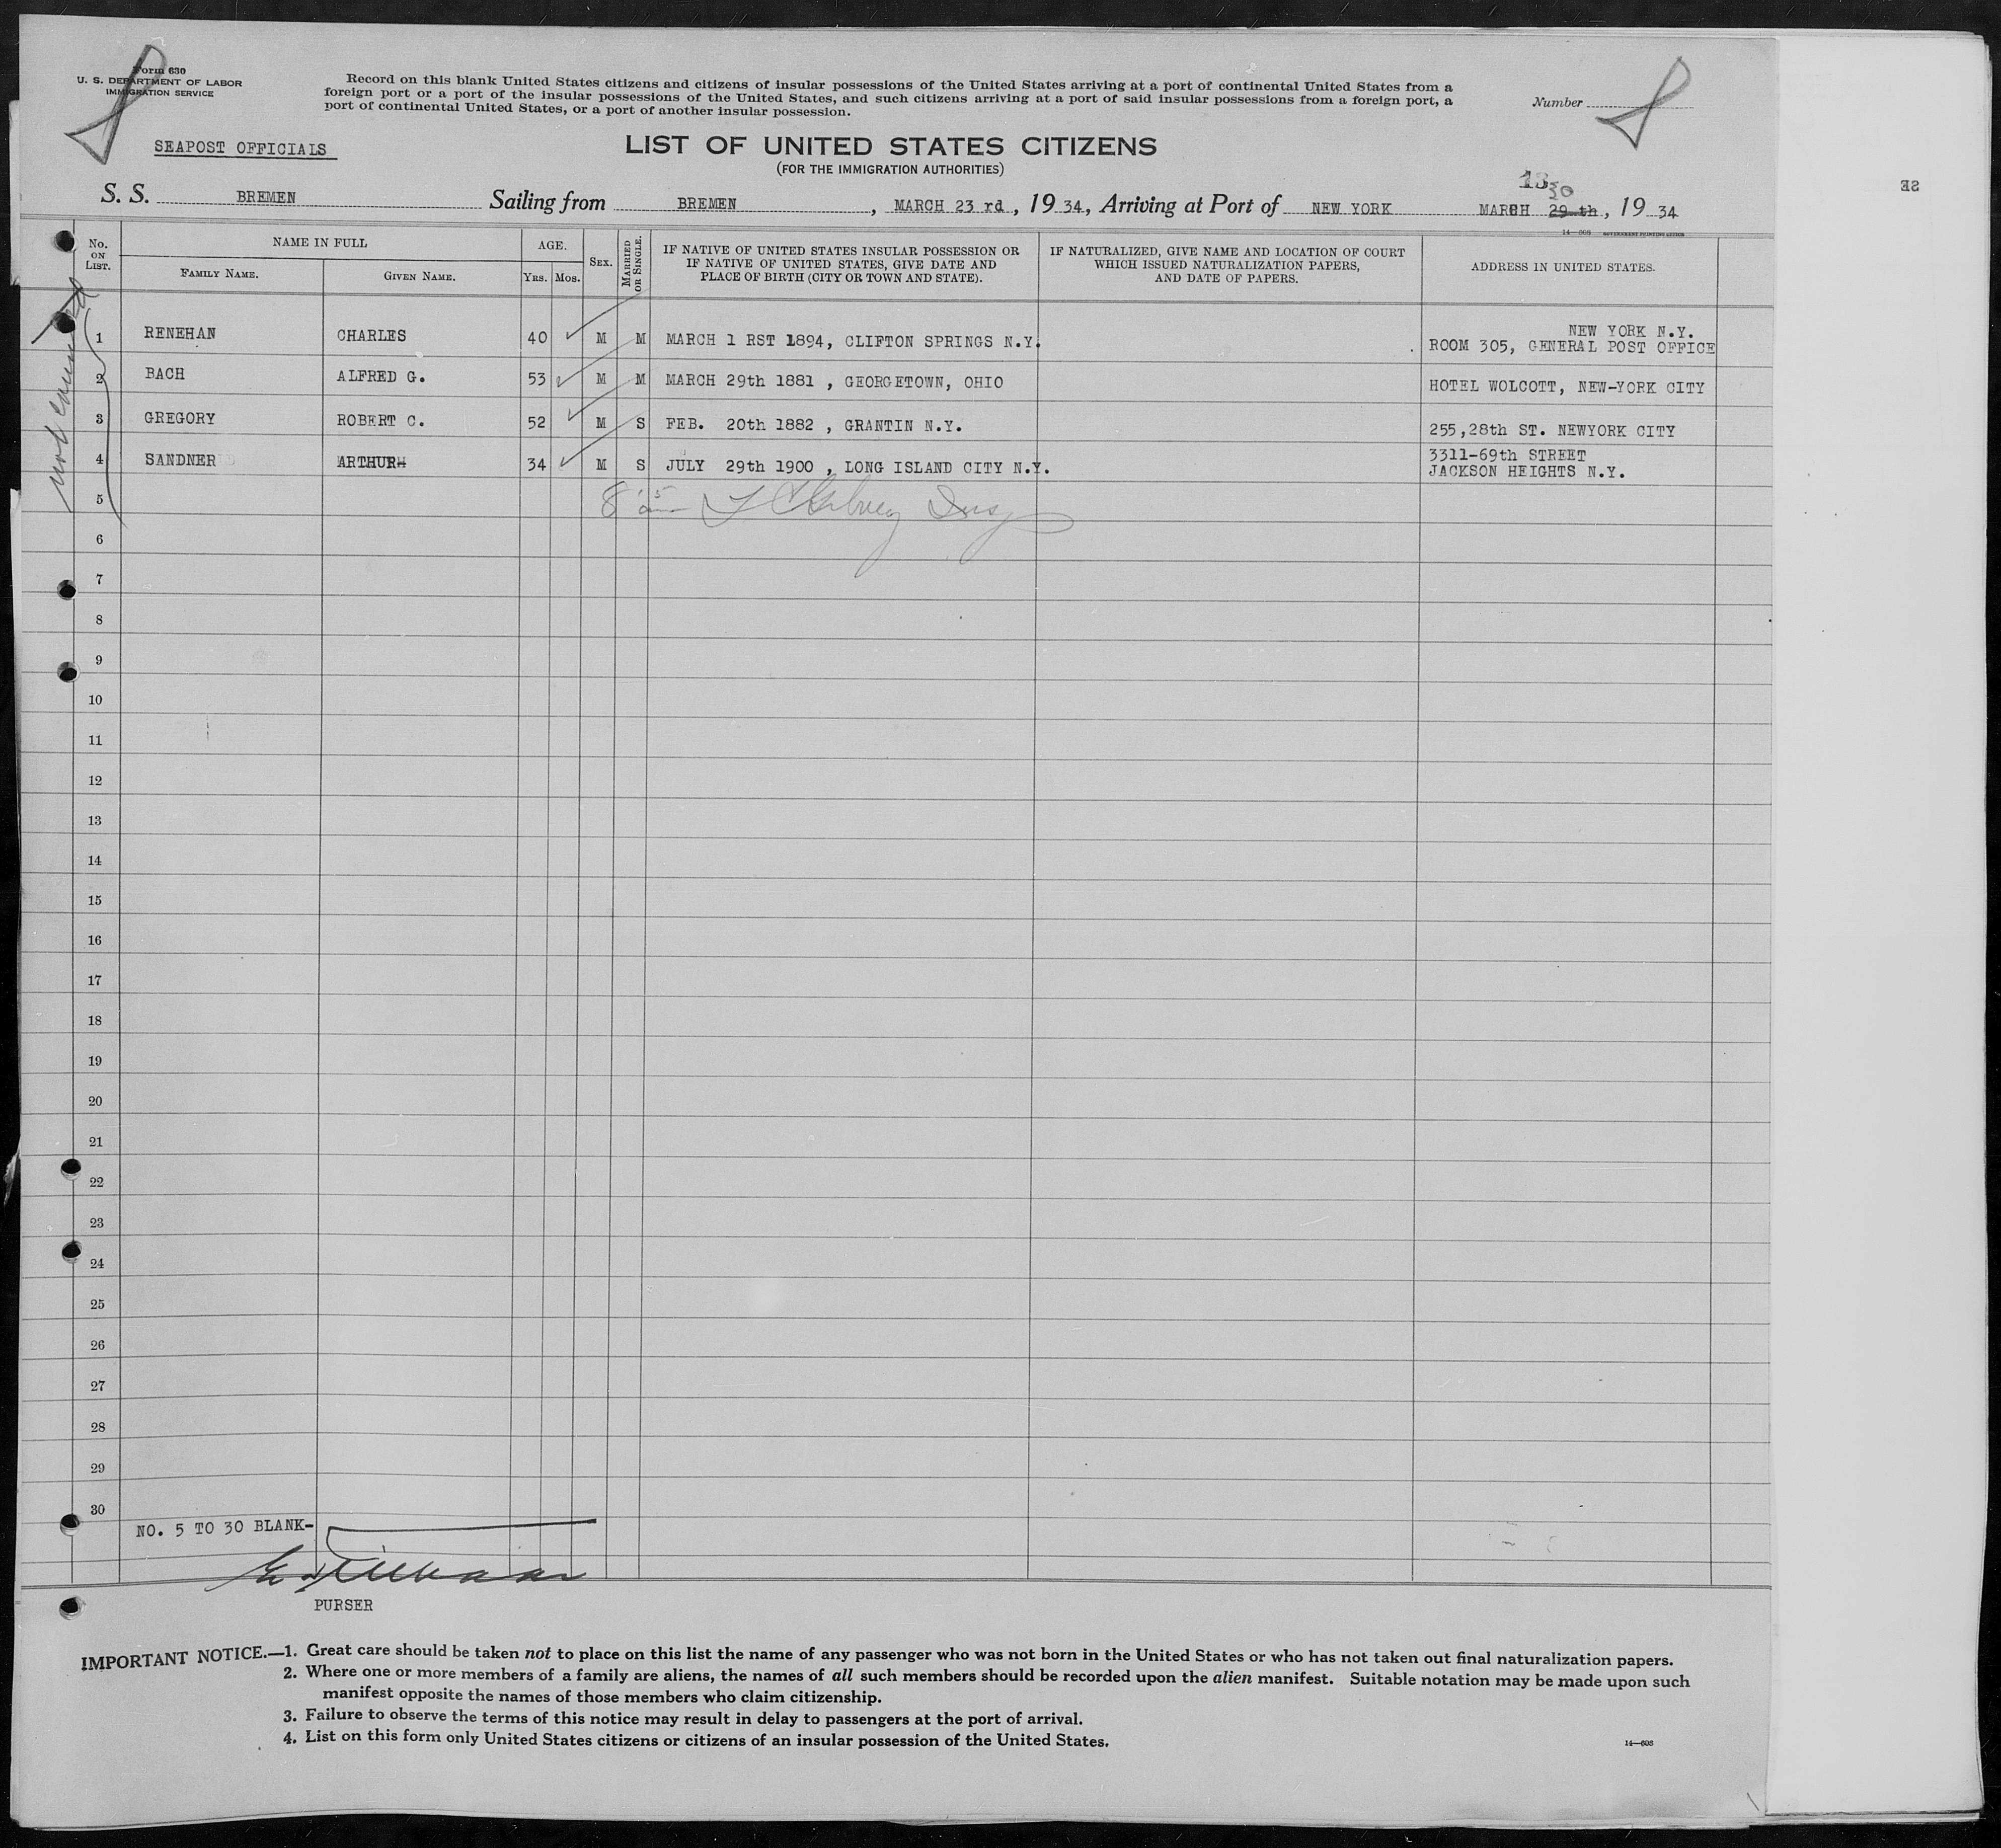 Form 630
U. S. DEPARTMENT OF LABOR
IMMIGRATION SERVICE
Record on this blank United States citizens and citizens of insular possessions of the United States arriving at a port of continental United States from a
foreign port or a port of the insular possessions of the United States, and such citizens arriving at a port of said insular possessions from a foreign port, a
port of continental United States, or a port of another insular possession.
Number
SEAPOST OFFICIALS
LIST OF UNITED STATES CITIZENS
(FOR THE IMMIGRATION AUTHORITIES)
30
S. S. BREMEN Sailing from BREMEN, MARCH 23 rd, 19 34, Arriving at Port of NEW YORK MARCH 29 th, 19 34
14—608 GOVERNMENT PRINTING OFFICE
No. ON LIST.
NAME IN FULL
FAMILY NAME. GIVEN NAME.
AGE.
YRS. MOS.
SEX.
MARRIED OR SINGLE.
IF NATIVE OF UNITED STATES INSULAR POSSESSION OR
IF NATIVE OF UNITED STATES, GIVE DATE AND
PLACE OF BIRTH (CITY OR TOWN AND STATE).
IF NATURALIZED, GIVE NAME AND LOCATION OF COURT
WHICH ISSUED NATURALIZATION PAPERS,
AND DATE OF PAPERS.
ADDRESS IN UNITED STATES.
NEW YORK N.Y.
1 RENEHAN CHARLES 40 M M MARCH 1 RST 1894, CLIFTON SPRINGS N.Y. ROOM 305, GENERAL POST OFFICE
2 BACH ALFRED G. 53 M M MARCH 29th 1881 , GEORGETOWN, OHIO HOTEL WOLCOTT, NEW-YORK CITY
3 GREGORY ROBERT C. 52 M S FEB. 20th 1882 , GRANTIN N.Y. 255,28th ST. NEWYORK CITY
4 SANDNER ARTHUR 34 M S JULY 29th 1900 , LONG ISLAND CITY N.Y. 3311-69th STREET
JACKSON HEIGHTS N.Y.
5
6
7
8
9
10
11
12
13
14
15
16
17
18
19
20
21
22
23
24
25
26
27
28
29
30
NO. 5 TO 30 BLANK-
PURSER
IMPORTANT NOTICE.—1. Great care should be taken not to place on this list the name of any passenger who was not born in the United States or who has not taken out final naturalization papers.
2. Where one or more members of a family are aliens, the names of all such members should be recorded upon the alien manifest. Suitable notation may be made upon such
manifest opposite the names of those members who claim citizenship.
3. Failure to observe the terms of this notice may result in delay to passengers at the port of arrival.
4. List on this form only United States citizens or citizens of an insular possession of the United States.
14—608